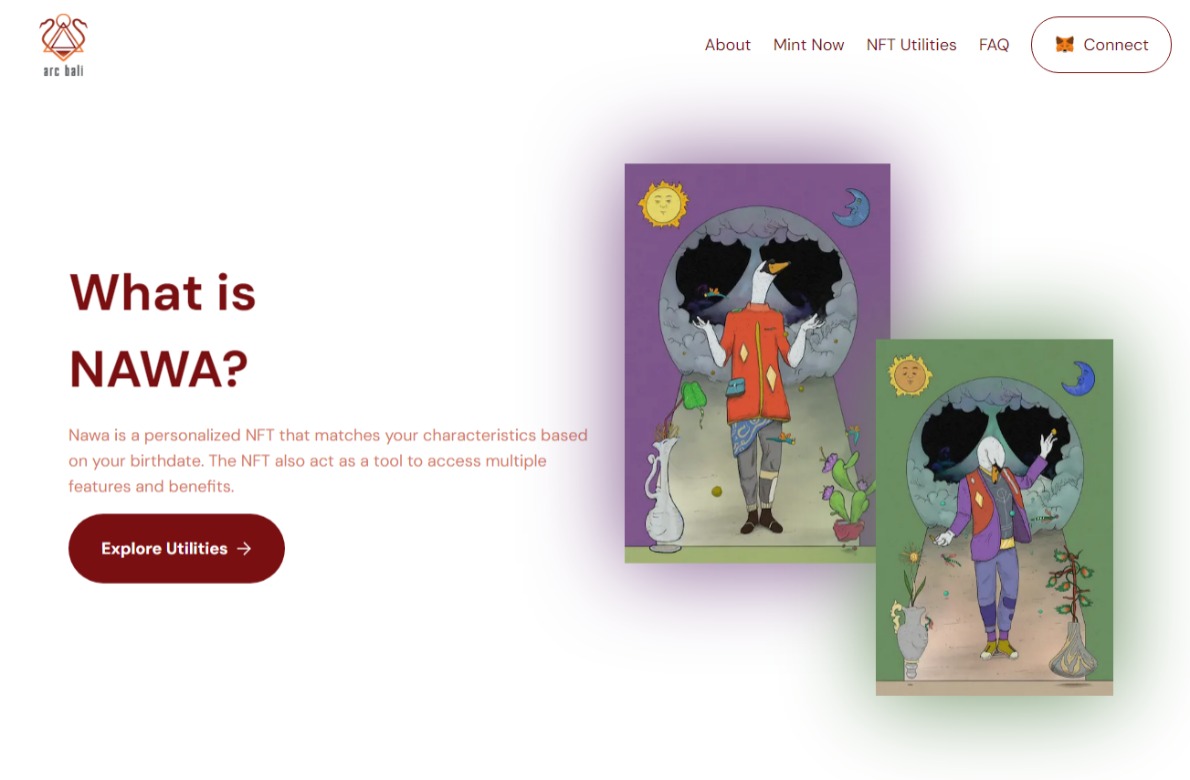 arc bali
About Mint Now NFT Utilities FAQ Connect
What is
NAWA?
Nawa is a personalized NFT that matches your characteristics based
on your birthdate. The NFT also act as a tool to access multiple
features and benefits.
Explore Utilities →